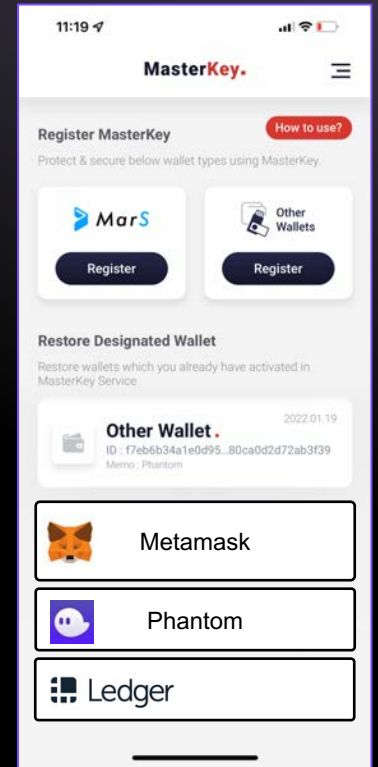 11:19
MasterKey.
Register MasterKey
How to use?
Protect & secure below wallet types using MasterKey.
MarS
Other
Wallets
Register
Register
Restore Designated Wallet
Restore wallets which you already have activated in
MasterKey Service
2022.01.19
Other Wallet.
ID : f7eb6b34a1e0d95...80ca0d2d72ab3f39
Memo : Phantom
Metamask
Phantom
Ledger